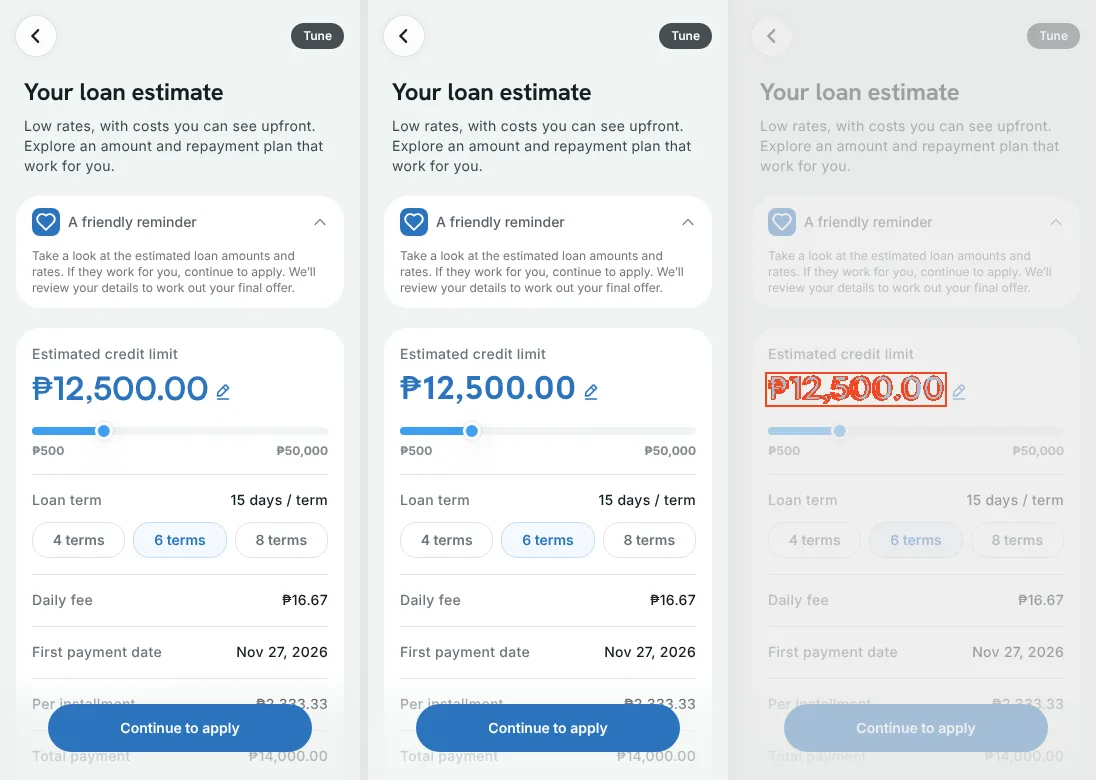 Tune
Your loan estimate
Low rates, with costs you can see upfront.
Explore an amount and repayment plan that
work for you.
A friendly reminder
Take a look at the estimated loan amounts and
rates. If they work for you, continue to apply. We’ll
review your details to work out your final offer.
Estimated credit limit
₱12,500.00
₱500 ₱50,000
Loan term 15 days / term
4 terms 6 terms 8 terms
Daily fee ₱16.67
First payment date Nov 27, 2026
Per installment ₱2,333.33
Continue to apply
Total payment ₱14,000.00
Tune
Your loan estimate
Low rates, with costs you can see upfront.
Explore an amount and repayment plan that
work for you.
A friendly reminder
Take a look at the estimated loan amounts and
rates. If they work for you, continue to apply. We’ll
review your details to work out your final offer.
Estimated credit limit
₱12,500.00
₱500 ₱50,000
Loan term 15 days / term
4 terms 6 terms 8 terms
Daily fee ₱16.67
First payment date Nov 27, 2026
Per installment ₱2,333.33
Continue to apply
Total payment ₱14,000.00
Tune
Your loan estimate
Low rates, with costs you can see upfront.
Explore an amount and repayment plan that
work for you.
A friendly reminder
Take a look at the estimated loan amounts and
rates. If they work for you, continue to apply. We’ll
review your details to work out your final offer.
Estimated credit limit
₱12,500.00
₱500 ₱50,000
Loan term 15 days / term
4 terms 6 terms 8 terms
Daily fee ₱16.67
First payment date Nov 27, 2026
Per installment ₱2,333.33
Continue to apply
Total payment ₱14,000.00